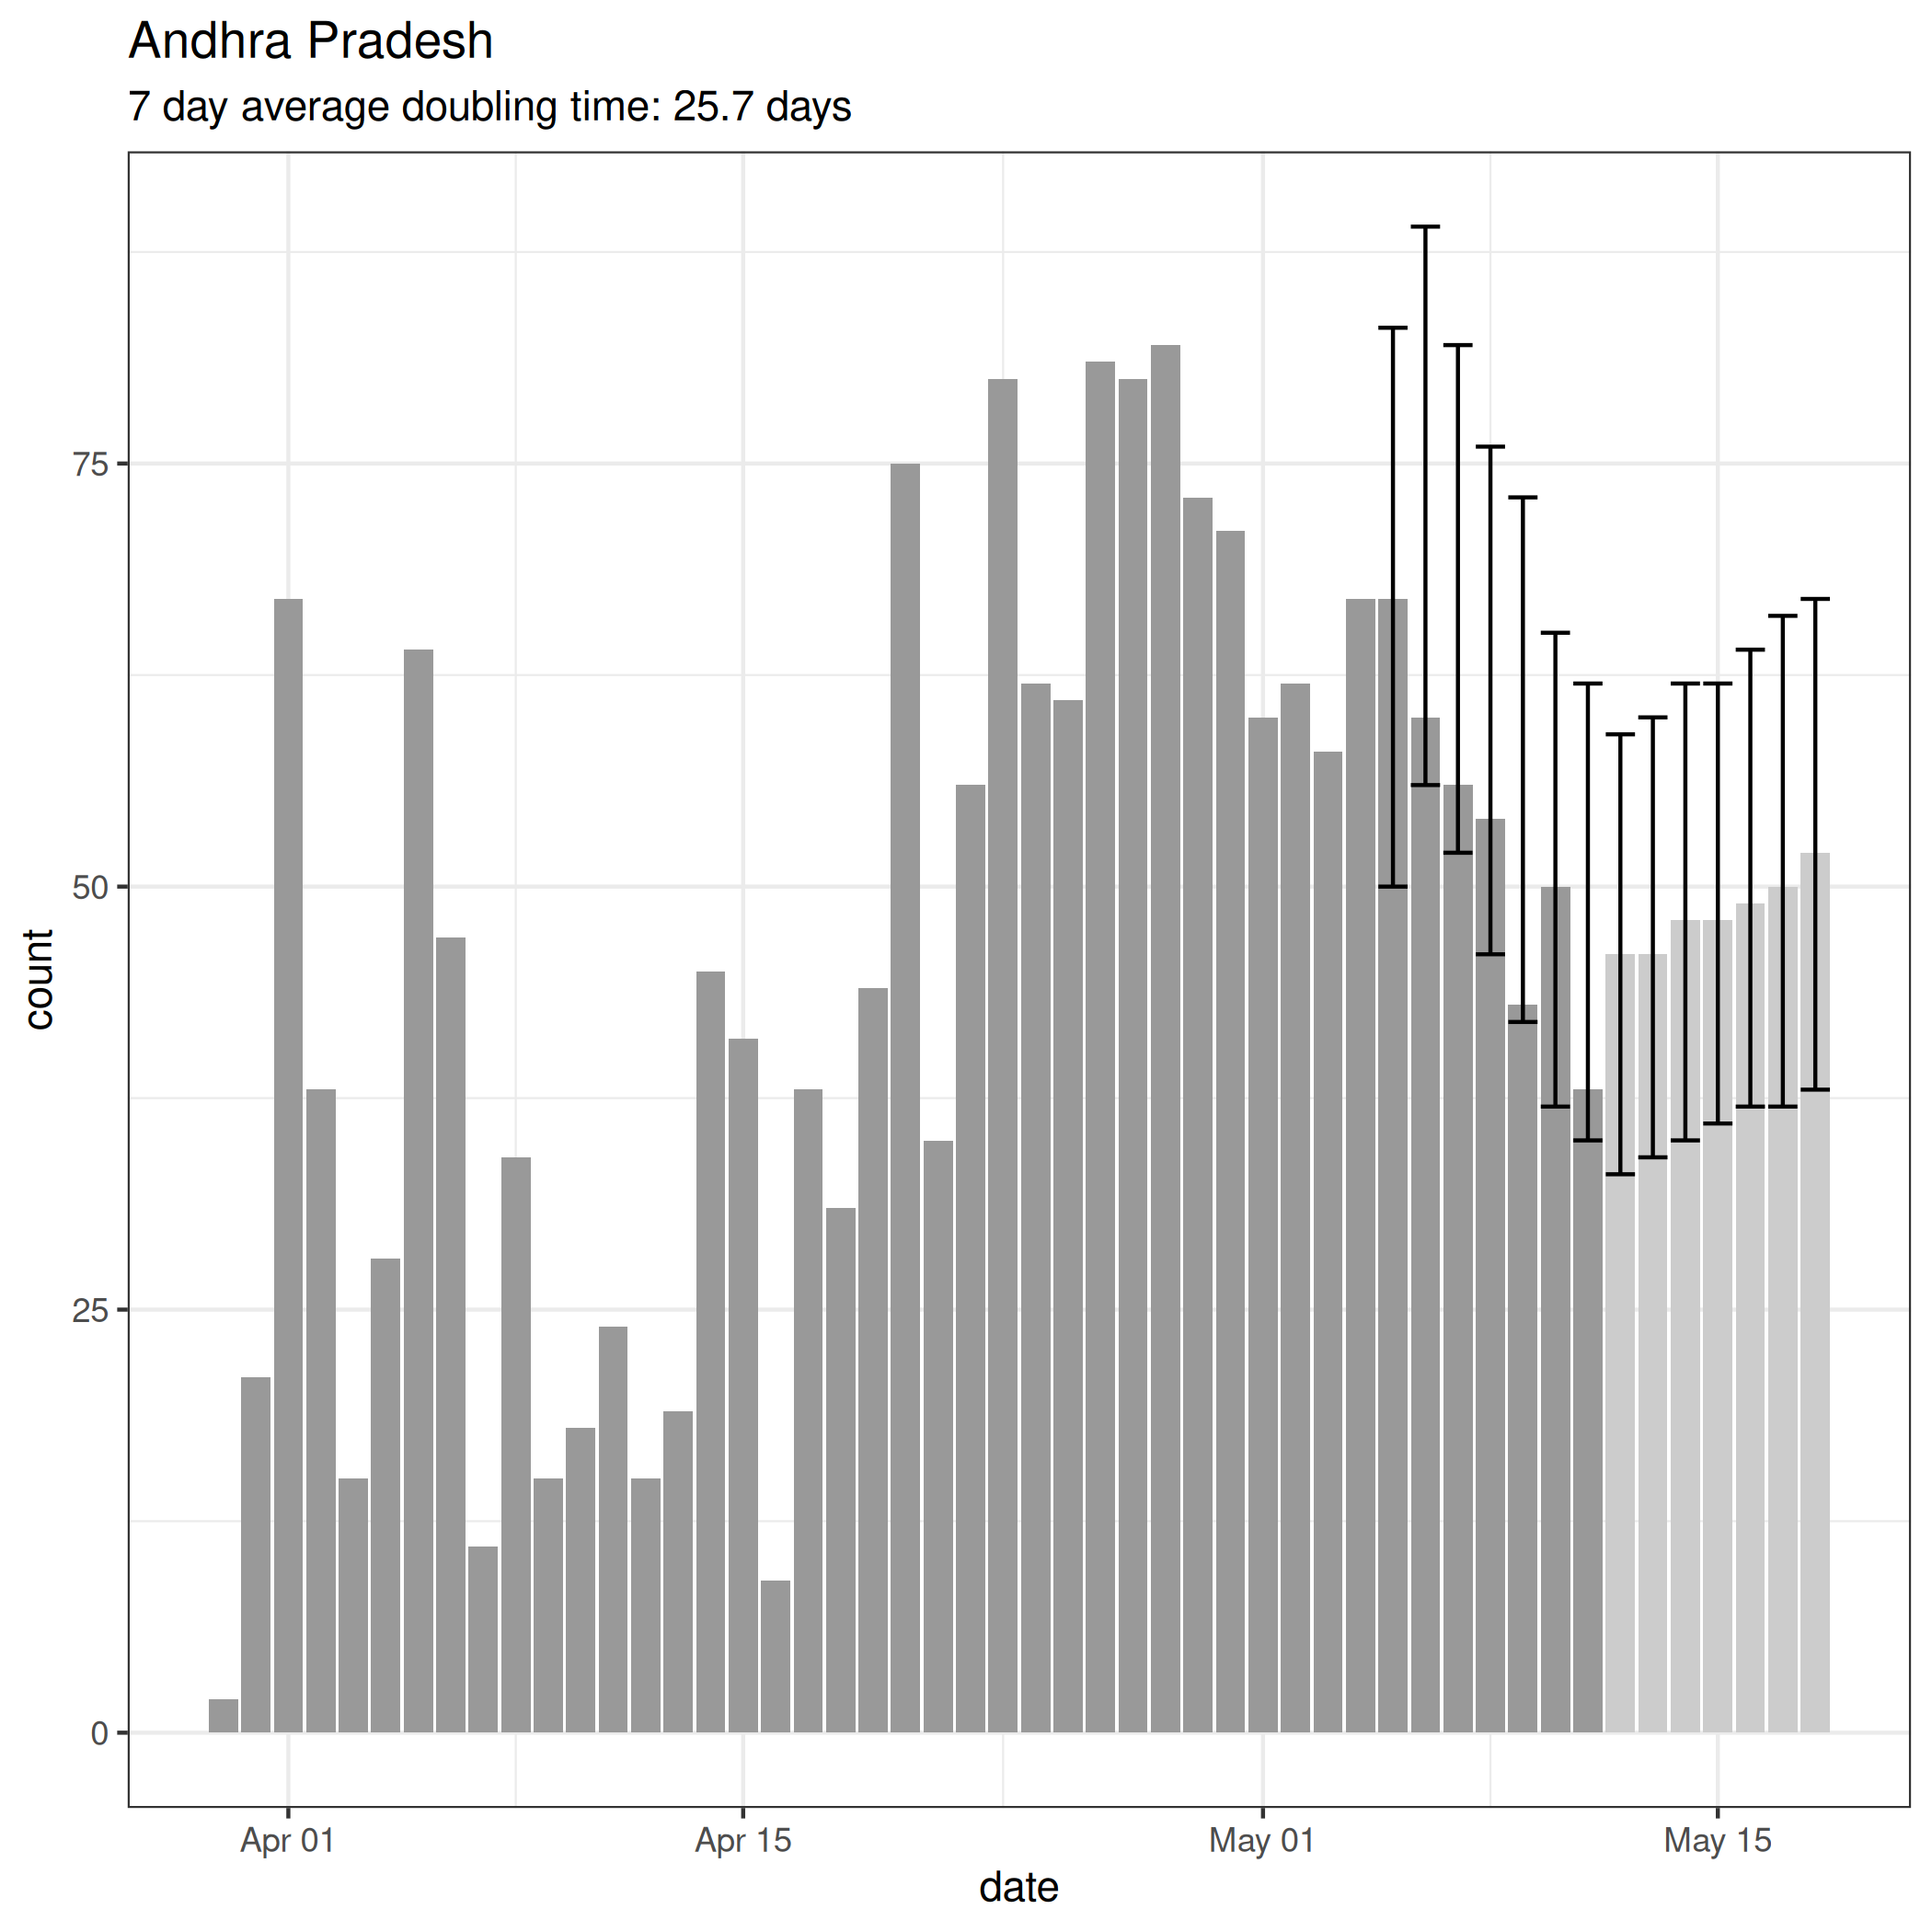 Andhra Pradesh
7 day average doubling time: 25.7 days
75
50
25
0
count
Apr 01
Apr 15
May 01
May 15
date